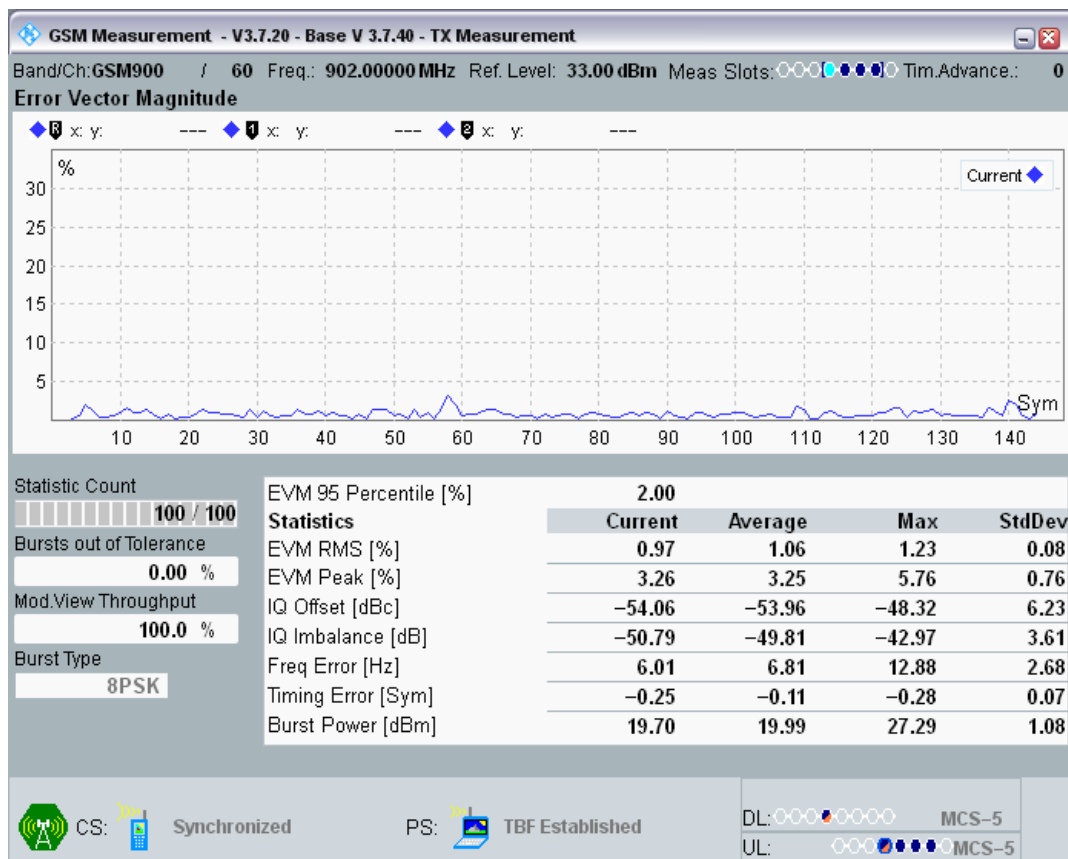 GSM Measurement - V3.7.20 - Base V 3.7.40 - TX Measurement
Band/Ch:GSM900 / 60 Freq.: 902.00000 MHz Ref. Level: 33.00 dBm Meas Slots: Tim.Advance.: 0
Error Vector Magnitude
R x: y: --- 1 x: y: --- 2 x: y: ---
%
Current
30
25
20
15
10
5
Sym
10 20 30 40 50 60 70 80 90 100 110 120 130 140
Statistic Count
100 / 100
Bursts out of Tolerance
0.00 %
Mod.View Throughput
100.0 %
Burst Type
8PSK
EVM 95 Percentile [%] 2.00
Statistics Current Average Max StdDev
EVM RMS [%] 0.97 1.06 1.23 0.08
EVM Peak [%] 3.26 3.25 5.76 0.76
IQ Offset [dBc] −54.06 −53.96 −48.32 6.23
IQ Imbalance [dB] −50.79 −49.81 −42.97 3.61
Freq Error [Hz] 6.01 6.81 12.88 2.68
Timing Error [Sym] −0.25 −0.11 −0.28 0.07
Burst Power [dBm] 19.70 19.99 27.29 1.08
CS: Synchronized PS: TBF Established
DL: MCS−5
UL: MCS−5